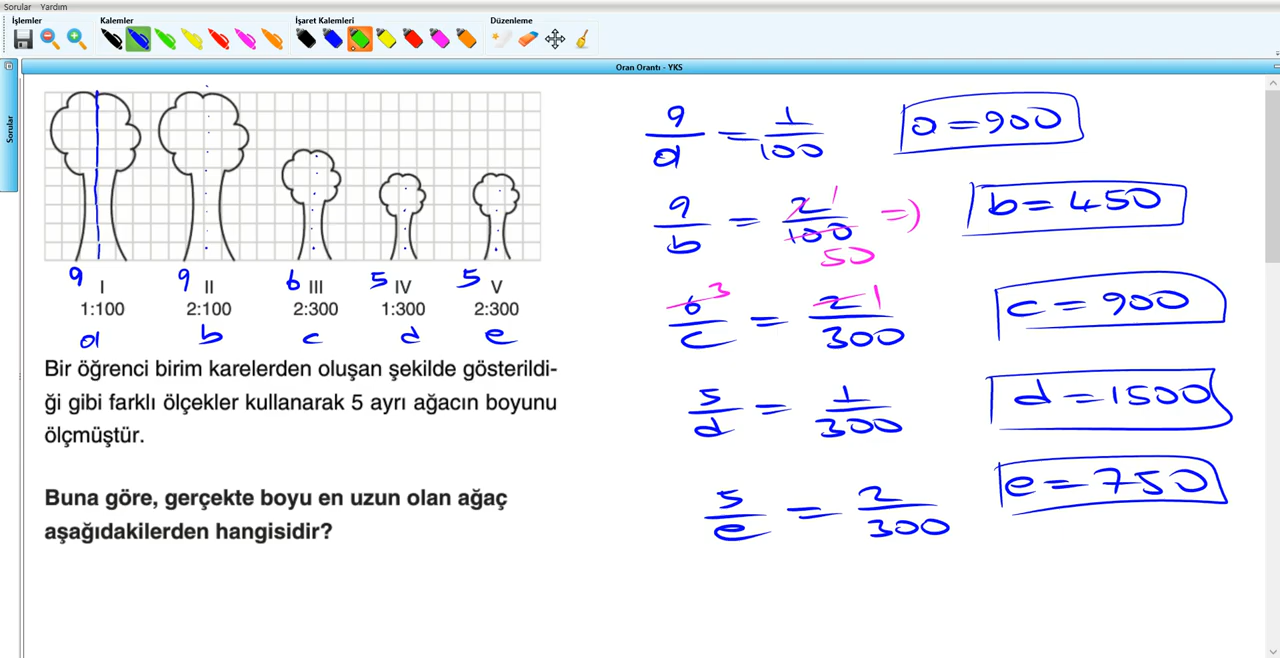 Sorular Yardım
İşlemler Kalemler İşaret Kalemleri Düzenleme
Oran Orantı - YKS
Sorular
9 I 9 II 6 III 5 IV 5 V
1:100 2:100 2:300 1:300 2:300
a b c d e
Bir öğrenci birim karelerden oluşan şekilde gösterildi-
ği gibi farklı ölçekler kullanarak 5 ayrı ağacın boyunu
ölçmüştür.
Buna göre, gerçekte boyu en uzun olan ağaç
aşağıdakilerden hangisidir?
9/a = 1/100 a = 900
9/b = 2/100 1 50 => b = 450
6/c 3 = 2/300 1 c = 900
5/d = 1/300 d = 1500
5/e = 2/300 e = 750